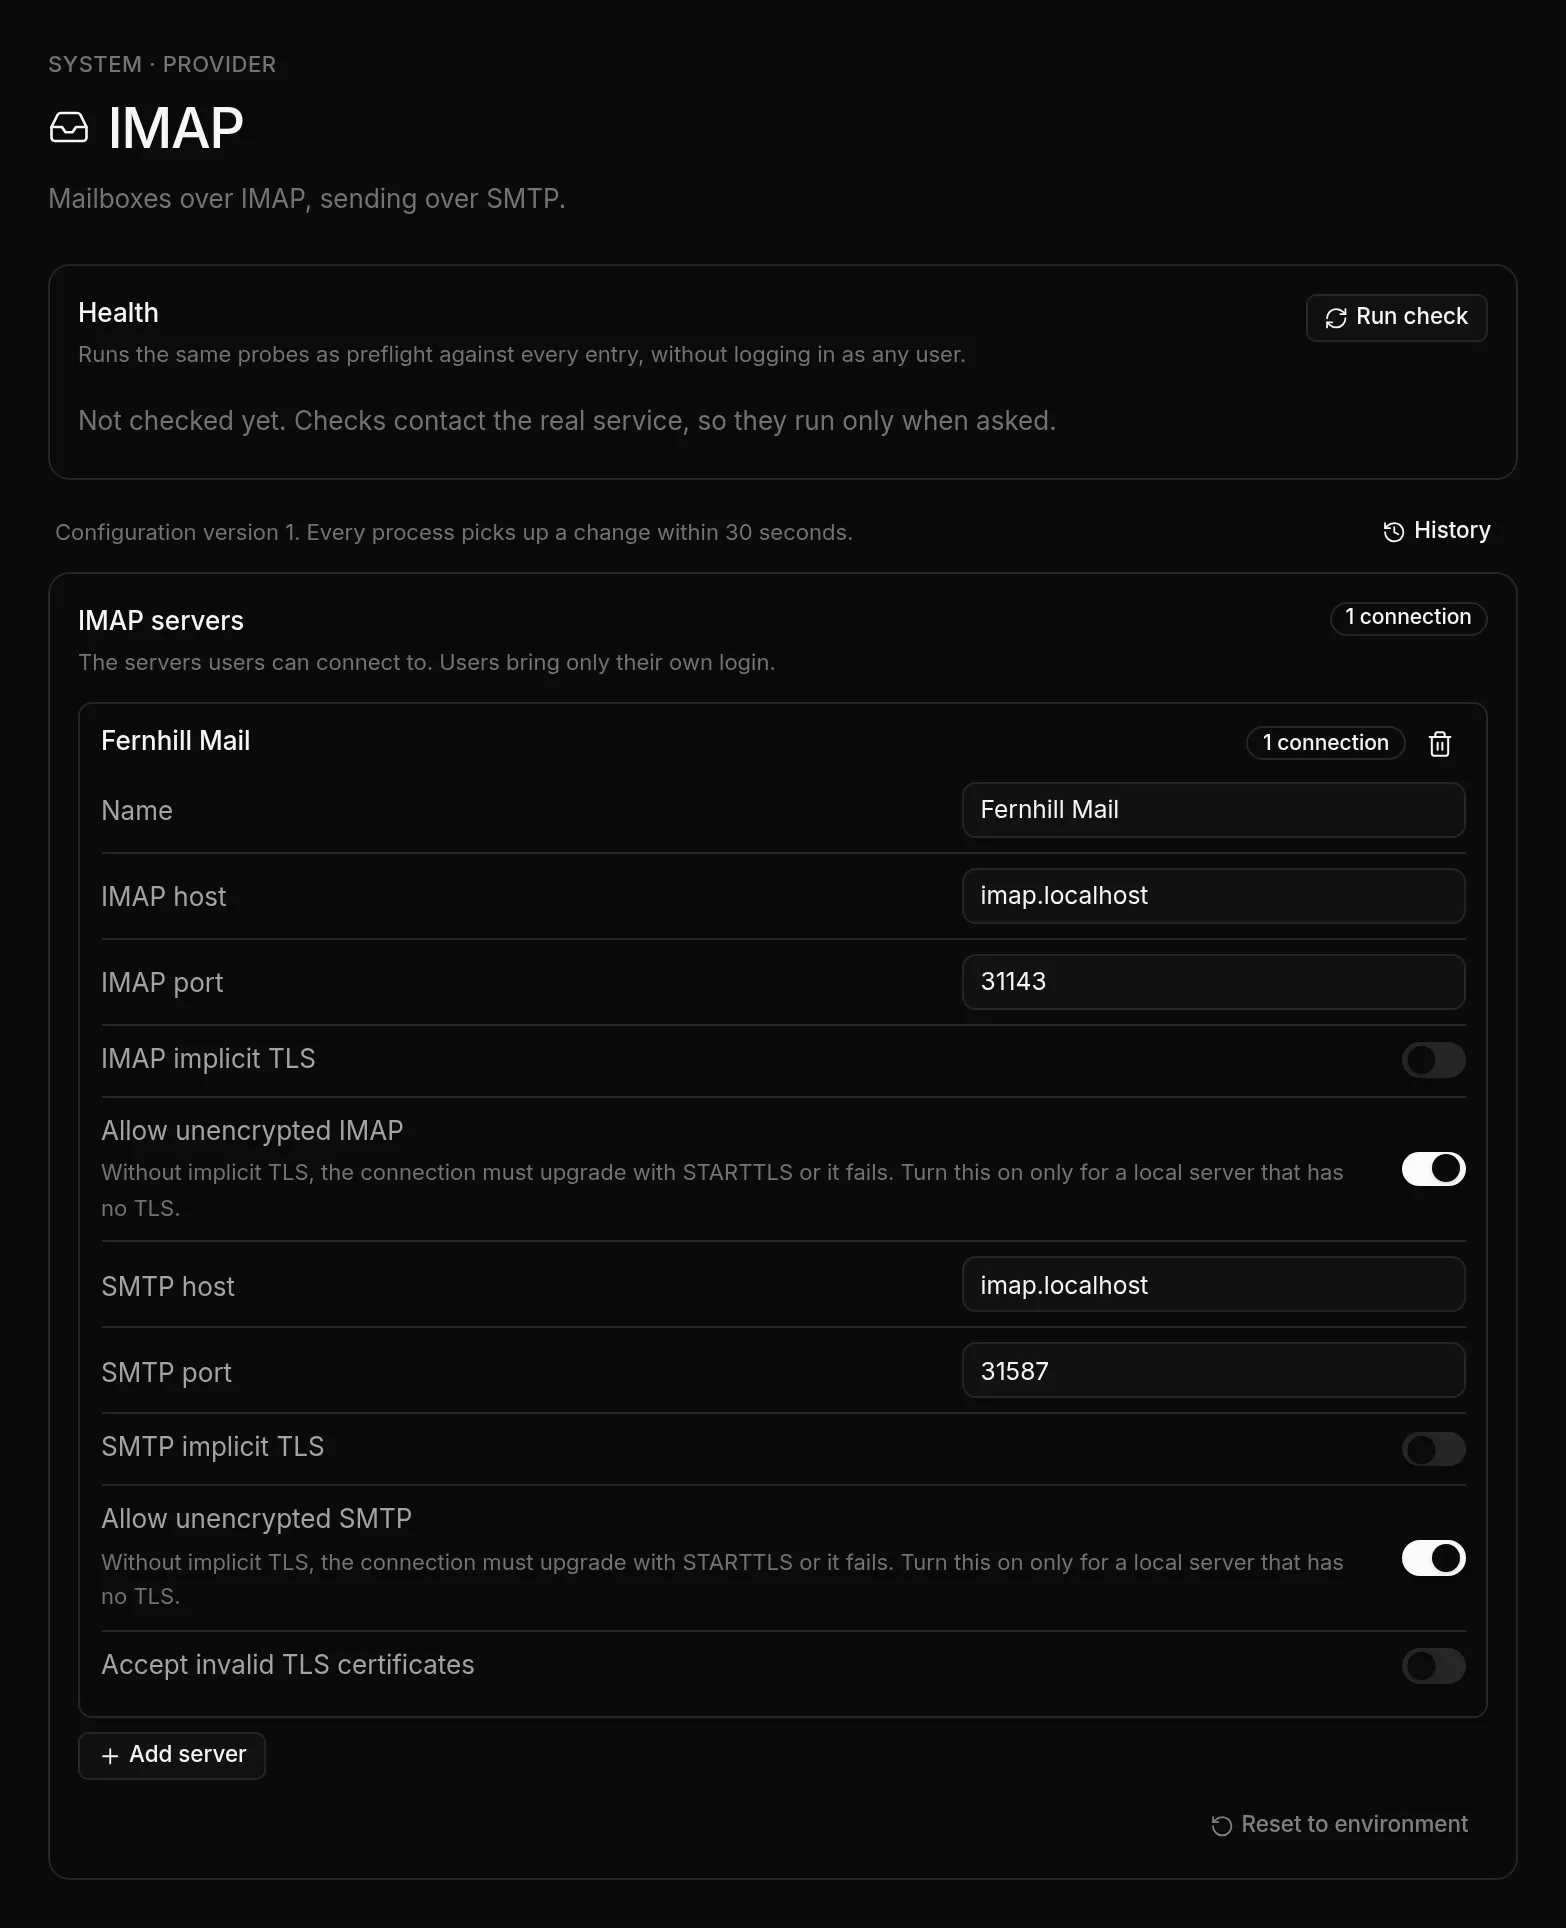 SYSTEM · PROVIDER
IMAP
Mailboxes over IMAP, sending over SMTP.
Health
Run check
Runs the same probes as preflight against every entry, without logging in as any user.
Not checked yet. Checks contact the real service, so they run only when asked.
Configuration version 1. Every process picks up a change within 30 seconds.
History
IMAP servers
1 connection
The servers users can connect to. Users bring only their own login.
Fernhill Mail
1 connection
Name
Fernhill Mail
IMAP host
imap.localhost
IMAP port
31143
IMAP implicit TLS
Allow unencrypted IMAP
Without implicit TLS, the connection must upgrade with STARTTLS or it fails. Turn this on only for a local server that has
no TLS.
SMTP host
imap.localhost
SMTP port
31587
SMTP implicit TLS
Allow unencrypted SMTP
Without implicit TLS, the connection must upgrade with STARTTLS or it fails. Turn this on only for a local server that has
no TLS.
Accept invalid TLS certificates
Add server
Reset to environment